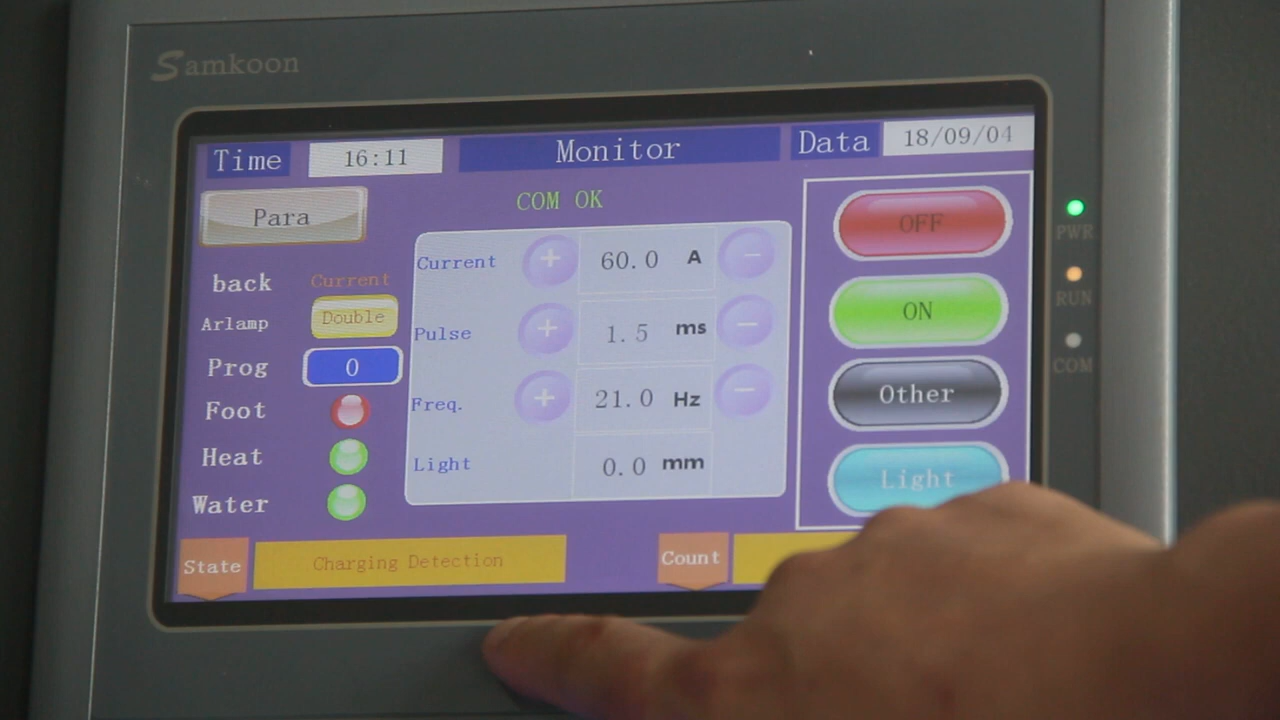 Samkoon
Time 16:11 Monitor Data 18/09/04
Para COM OK OFF
back Current
Current + 60.0 A −
Arlamp Double
Pulse + 1.5 ms −
ON
Prog 0
Freq. + 21.0 Hz −
Other
Foot
Heat
Light 0.0 mm
Light
Water
State Charging Detection Count
PWR
RUN
COM